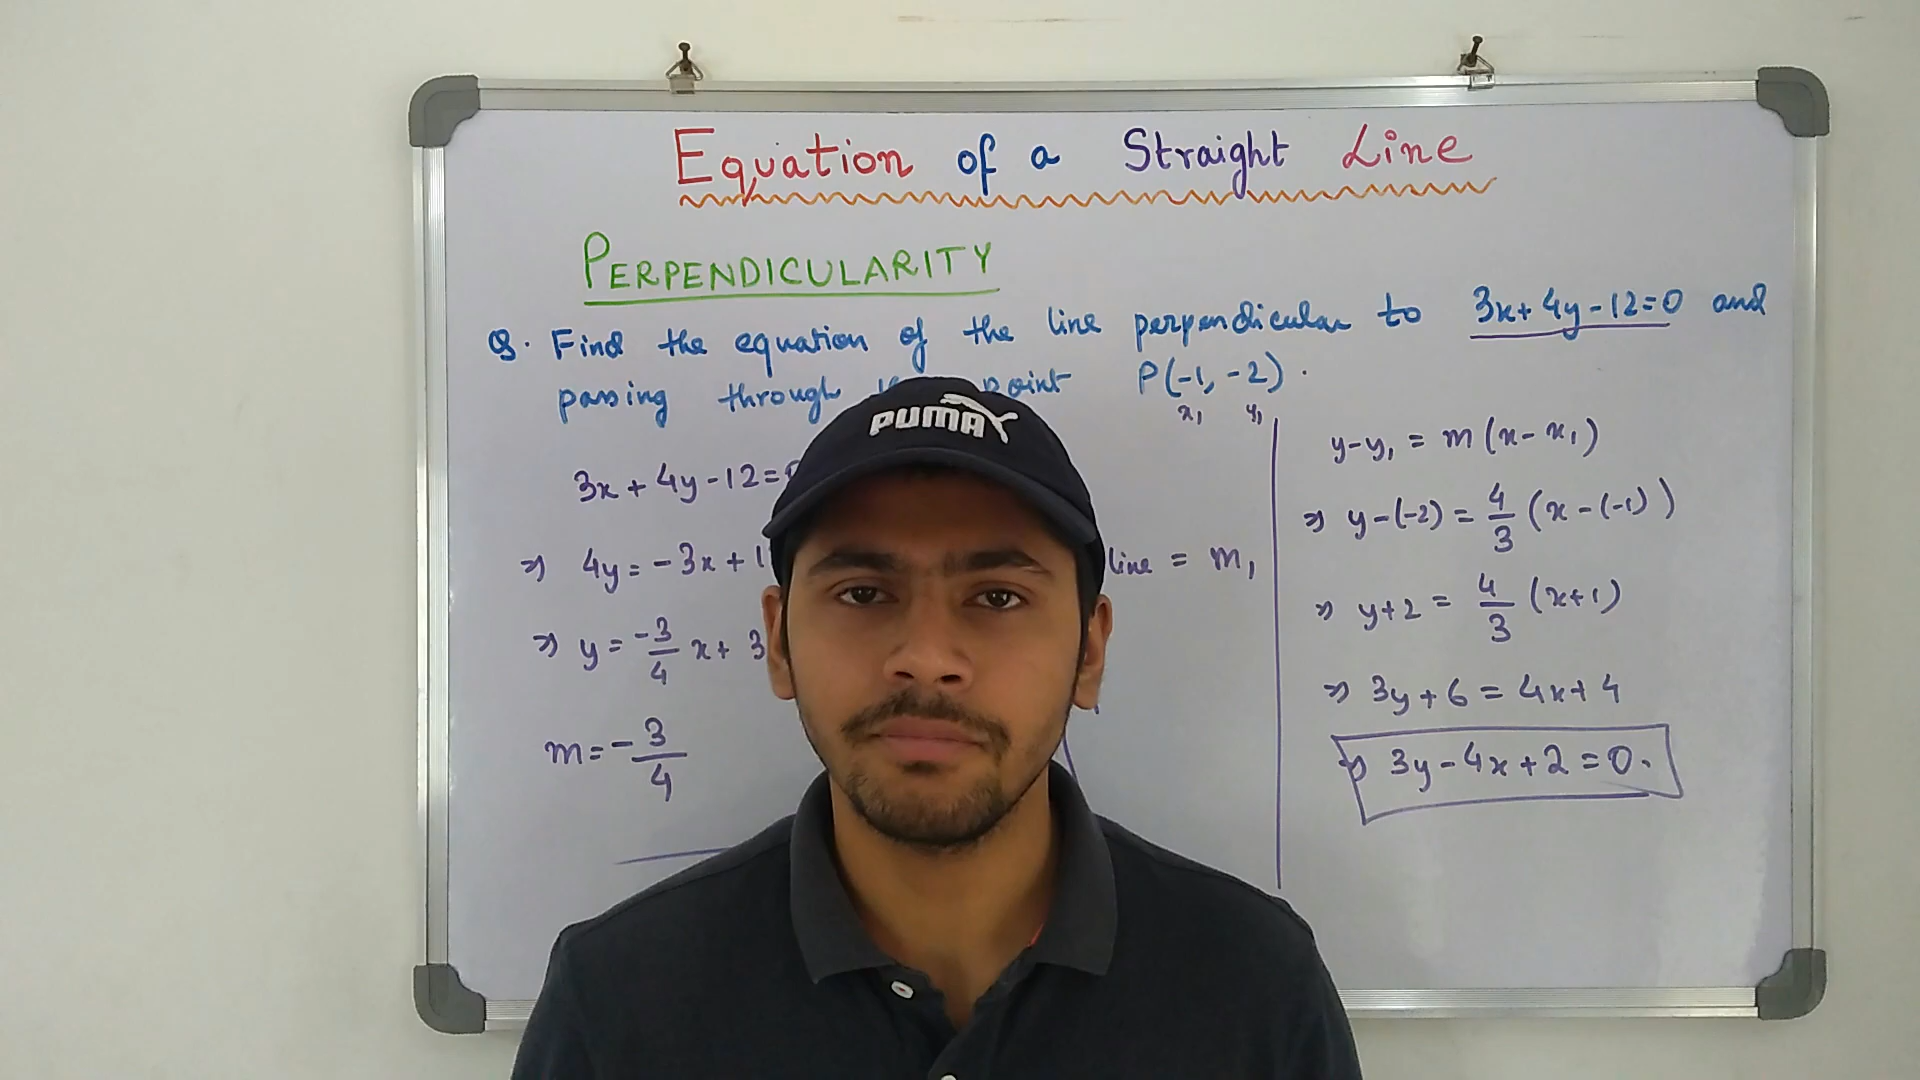 Equation of a Straight Line
PERPENDICULARITY
Q. Find the equation of the line perpendicular to 3x+4y-12=0 and
passing through point P(-1, -2).
x₁ y₁
3x+4y-12=
⇒ 4y=-3x+1
⇒ y=-3/4 x+3
m=-3/4
line = m₁
y-y₁ = m(x-x₁)
⇒ y-(-2) = 4/3 (x-(-1))
⇒ y+2 = 4/3 (x+1)
⇒ 3y+6 = 4x+4
⇒ 3y-4x+2=0.
PUMA